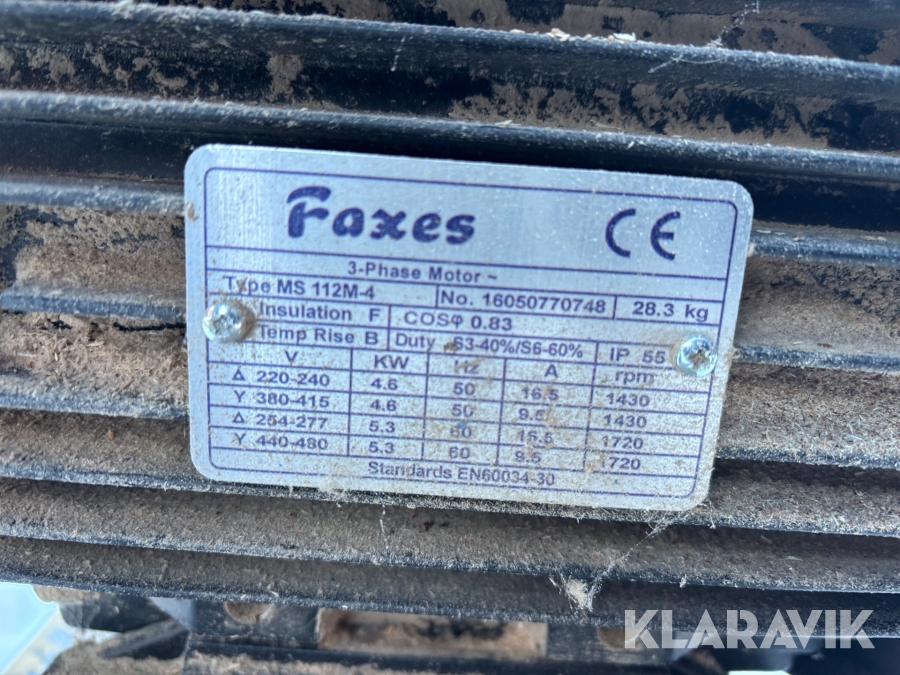 Faxes CE
3-Phase Motor ~
Type MS 112M-4 No. 16050770748 28.3 kg
Insulation F COSφ 0.83
Temp Rise B Duty S3-40%/S6-60% IP 55
V KW Hz A rpm
Δ 220-240 4.6 50 16.5 1430
Y 380-415 4.6 50 9.5 1430
Δ 254-277 5.3 60 16.5 1720
Y 440-480 5.3 60 9.5 1720
Standards EN60034-30
KLARAVIK